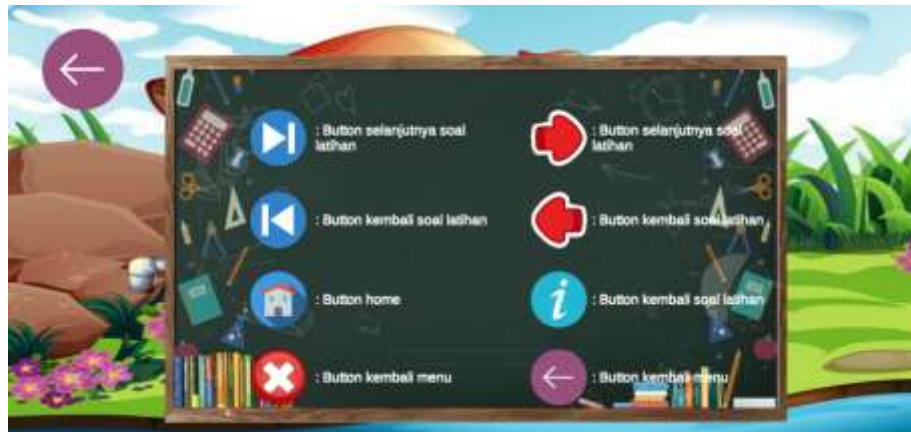 : Button selanjutnya soal
latihan
: Button kembali soal latihan
: Button home
: Button kembali menu
: Button selanjutnya soal
latihan
: Button kembali soal latihan
i
: Button kembali soal latihan
: Button kembali menu